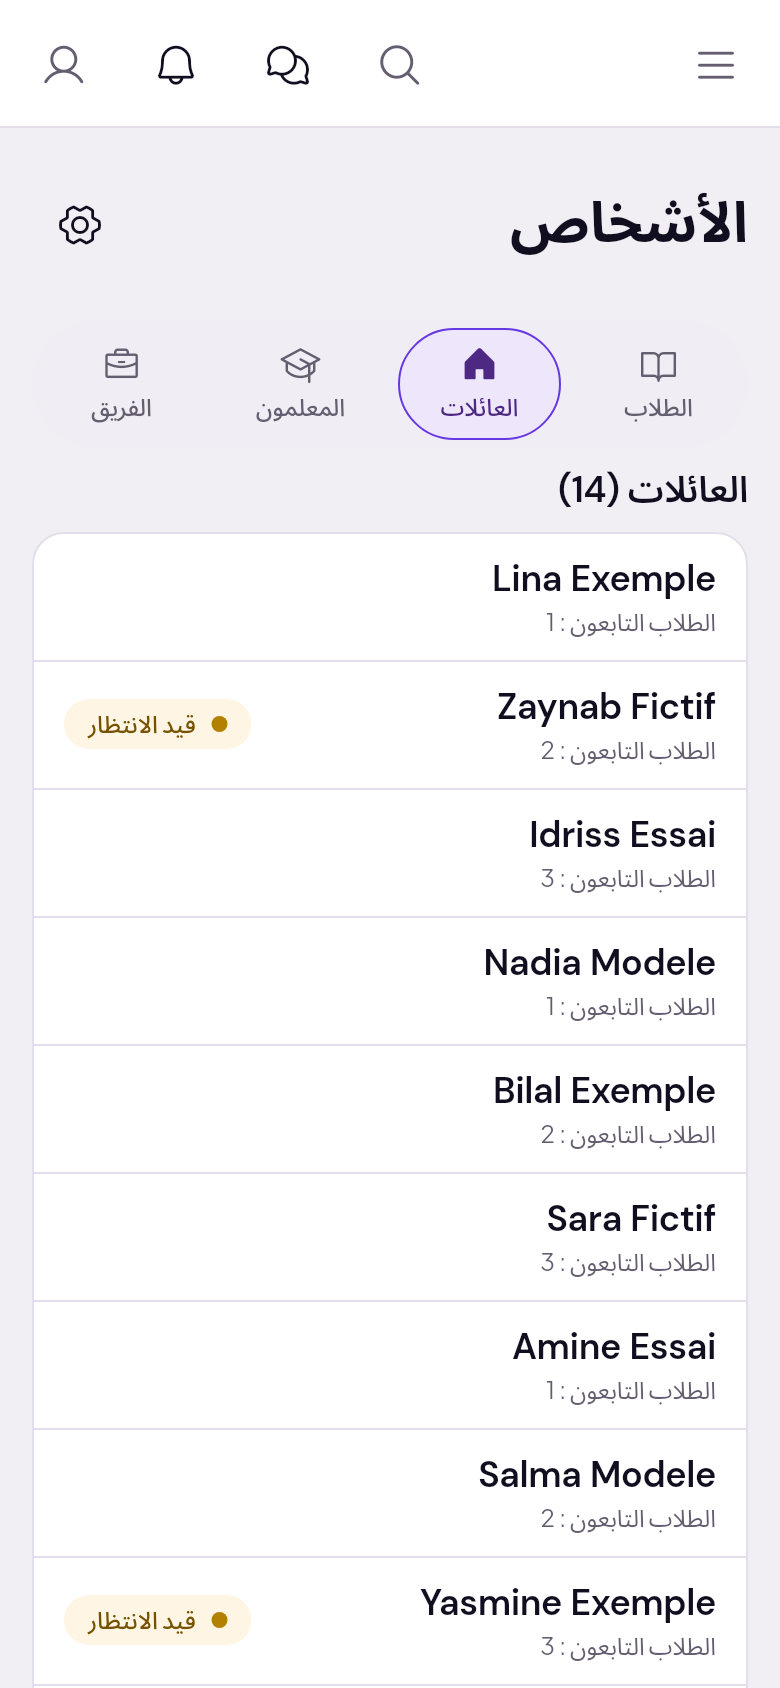 الأشخاص
الطلاب
العائلات
المعلمون
الفريق
العائلات (14)
Lina Exemple
الطلاب التابعون : 1
Zaynab Fictif
الطلاب التابعون : 2
قيد الانتظار
Idriss Essai
الطلاب التابعون : 3
Nadia Modele
الطلاب التابعون : 1
Bilal Exemple
الطلاب التابعون : 2
Sara Fictif
الطلاب التابعون : 3
Amine Essai
الطلاب التابعون : 1
Salma Modele
الطلاب التابعون : 2
Yasmine Exemple
الطلاب التابعون : 3
قيد الانتظار